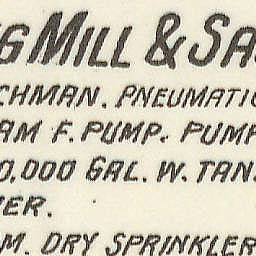 G MILL & SA
CHMAN. PNEUMATIC
AM F. PUMP. PUMP
0,000 GAL. W. TAN
ER.
M. DRY SPRINKLER